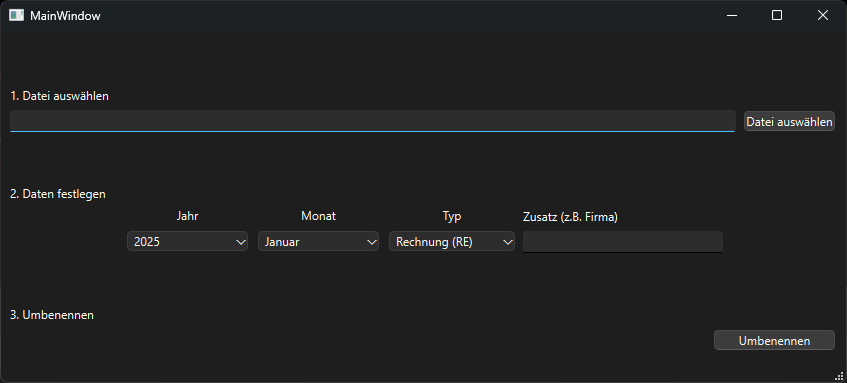 MainWindow
1. Datei auswählen
Datei auswählen
2. Daten festlegen
Jahr Monat Typ Zusatz (z.B. Firma)
2025 Januar Rechnung (RE)
3. Umbenennen
Umbenennen